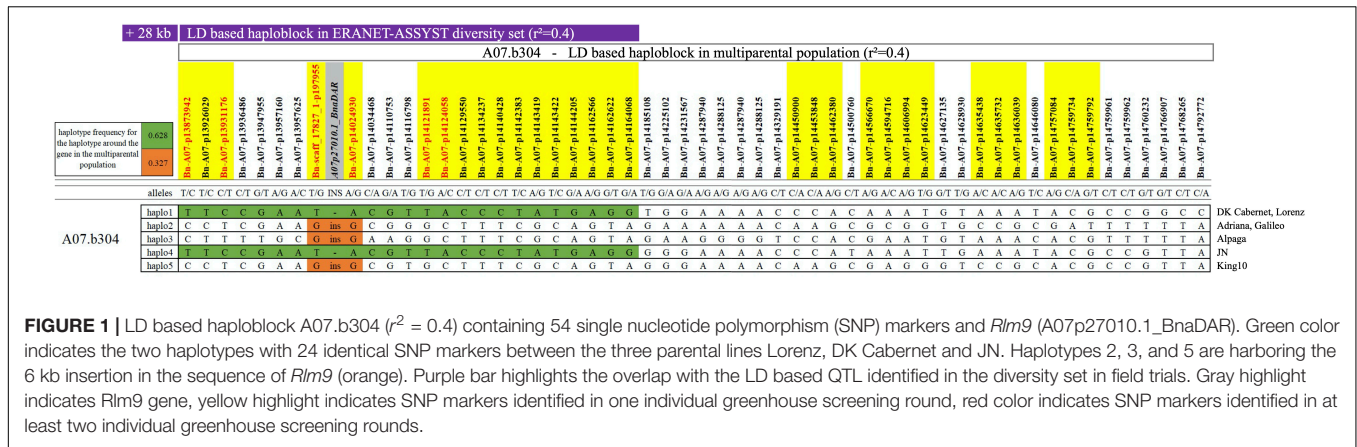 + 28 kb LD based haploblock in ERANET-ASSYST diversity set (r²=0.4)
A07.b304 - LD based haploblock in multiparental population (r²=0.4)
Bn-A07-p13873942
Bn-A07-p13926029
Bn-A07-p13931176
Bn-A07-p13936486
Bn-A07-p13947955
Bn-A07-p13957160
Bn-A07-p13957625
Bn-scaff_17827_1-p197955
A07p27010.1_BnaDAR
Bn-A07-p14024930
Bn-A07-p14034468
Bn-A07-p14110753
Bn-A07-p14116798
Bn-A07-p14121891
Bn-A07-p14124058
Bn-A07-p14129550
Bn-A07-p14134237
Bn-A07-p14140428
Bn-A07-p14142383
Bn-A07-p14143419
Bn-A07-p14143422
Bn-A07-p14144205
Bn-A07-p14162566
Bn-A07-p14162622
Bn-A07-p14164068
Bn-A07-p14185108
Bn-A07-p14225102
Bn-A07-p14231567
Bn-A07-p14287940
Bn-A07-p14288125
Bn-A07-p14287940
Bn-A07-p14288125
Bn-A07-p14329191
Bn-A07-p14450900
Bn-A07-p14453848
Bn-A07-p14462380
Bn-A07-p14500760
Bn-A07-p14566670
Bn-A07-p14594716
Bn-A07-p14606994
Bn-A07-p14623449
Bn-A07-p14627135
Bn-A07-p14628930
Bn-A07-p14635438
Bn-A07-p14635732
Bn-A07-p14636039
Bn-A07-p14646080
Bn-A07-p14757084
Bn-A07-p14759734
Bn-A07-p14759792
Bn-A07-p14759961
Bn-A07-p14759962
Bn-A07-p14760232
Bn-A07-p14766907
Bn-A07-p14768265
Bn-A07-p14792772
haplotype frequency for
the haplotype around the
gene in the multiparental
population
0.628
0.327
alleles T/C T/C C/T C/T G/T A/G A/C T/G INS A/G C/A G/A T/G T/G A/C C/T C/T C/T T/C A/G T/C G/A A/G G/T G/A T/G G/A G/A A/G A/G A/G A/G C/T C/A C/A A/G C/T A/G A/G T/G G/T T/G A/C A/C A/G T/C A/G C/A G/T C/T C/T G/T G/T C/T C/A
haplo1 T T C C G A A T - A C G T T A C C C T A T G A G G T G G A A A A C C C A C A A A T G T A A A T A C G C C G G C C DK Cabernet, Lorenz
haplo2 C C T C G A A G ins G C G G G C T T T C G C A G T A G A A A A A A C C A A G C G C G G T G C C G C G A T T T T T A Adriana, Galileo
A07.b304
haplo3 C T T T T G C G ins G A A G G C T T T C G C A G T A G A A G G G G T C C A C G A A T G T A A A C A C G T T T T T A Alpaga
haplo4 T T C C G A A T - A C G T T A C C C T A T G A G G G G G A A A A C C C A T A A A T T G A A A T A C G C C G T T A JN
haplo5 C C T C G A A G ins G C G T G C T T T C G C A G T A G G G A A A A C A A G C G A G G G T C C G C A C G C C G T T A King10
FIGURE 1 | LD based haploblock A07.b304 (r² = 0.4) containing 54 single nucleotide polymorphism (SNP) markers and Rlm9 (A07p27010.1_BnaDAR). Green color
indicates the two haplotypes with 24 identical SNP markers between the three parental lines Lorenz, DK Cabernet and JN. Haplotypes 2, 3, and 5 are harboring the
6 kb insertion in the sequence of Rlm9 (orange). Purple bar highlights the overlap with the LD based QTL identified in the diversity set in field trials. Gray highlight
indicates Rlm9 gene, yellow highlight indicates SNP markers identified in one individual greenhouse screening round, red color indicates SNP markers identified in at
least two individual greenhouse screening rounds.